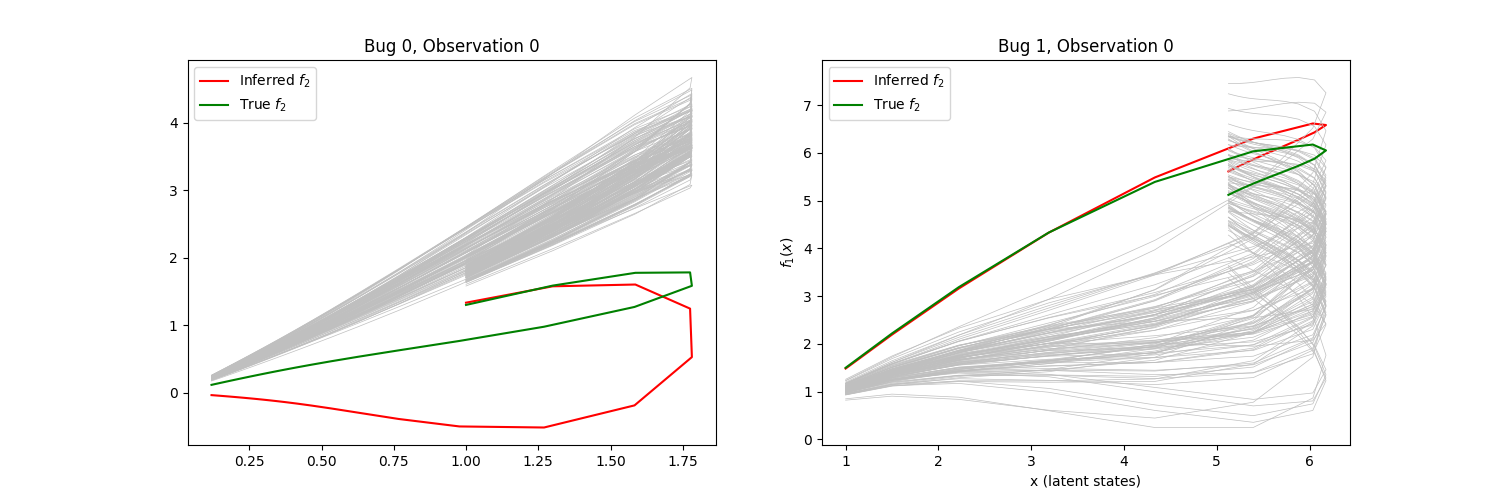 Bug 0, Observation 0
Inferred f₂
True f₂
4
3
2
1
0
0.25 0.50 0.75 1.00 1.25 1.50 1.75
Bug 1, Observation 0
Inferred f₂
True f₂
f₁(x)
7
6
5
4
3
2
1
0
1 2 3 4 5 6
x (latent states)